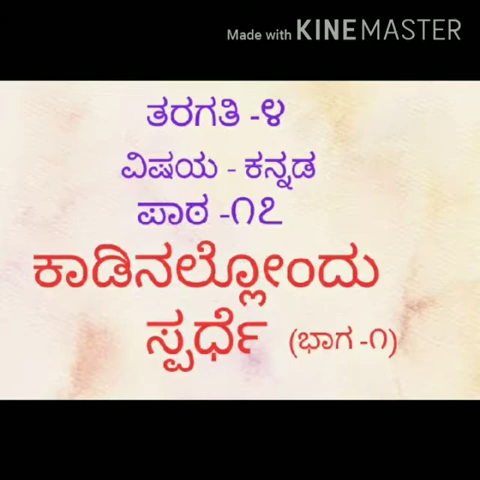 Made with KINEMASTER
ತರಗತಿ -೪
ವಿಷಯ - ಕನ್ನಡ
ಪಾಠ -೧೭
ಕಾಡಿನಲ್ಲೋಂದು
ಸ್ಪರ್ಧೆ (ಭಾಗ -೧)